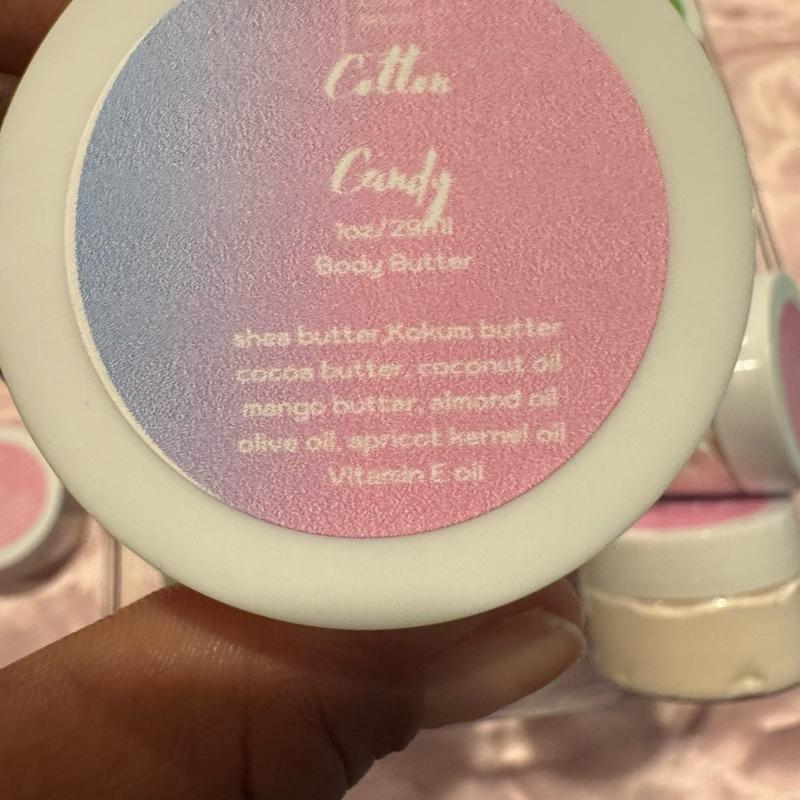 Cotton
Candy
1oz/29ml
Body Butter
shea butter,Kokum butter
cocoa butter, coconut oil
mango butter, almond oil
olive oil, apricot kernel oil
Vitamin E oil